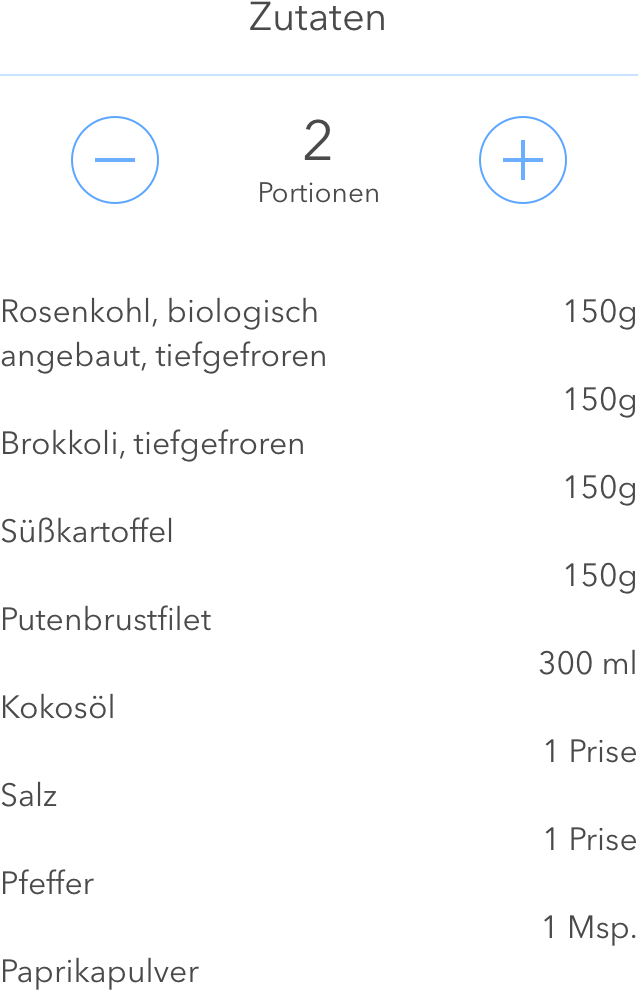 Zutaten
2
Portionen
Rosenkohl, biologisch 150g
angebaut, tiefgefroren
150g
Brokkoli, tiefgefroren
150g
Süßkartoffel
150g
Putenbrustfilet
300 ml
Kokosöl
1 Prise
Salz
1 Prise
Pfeffer
1 Msp.
Paprikapulver